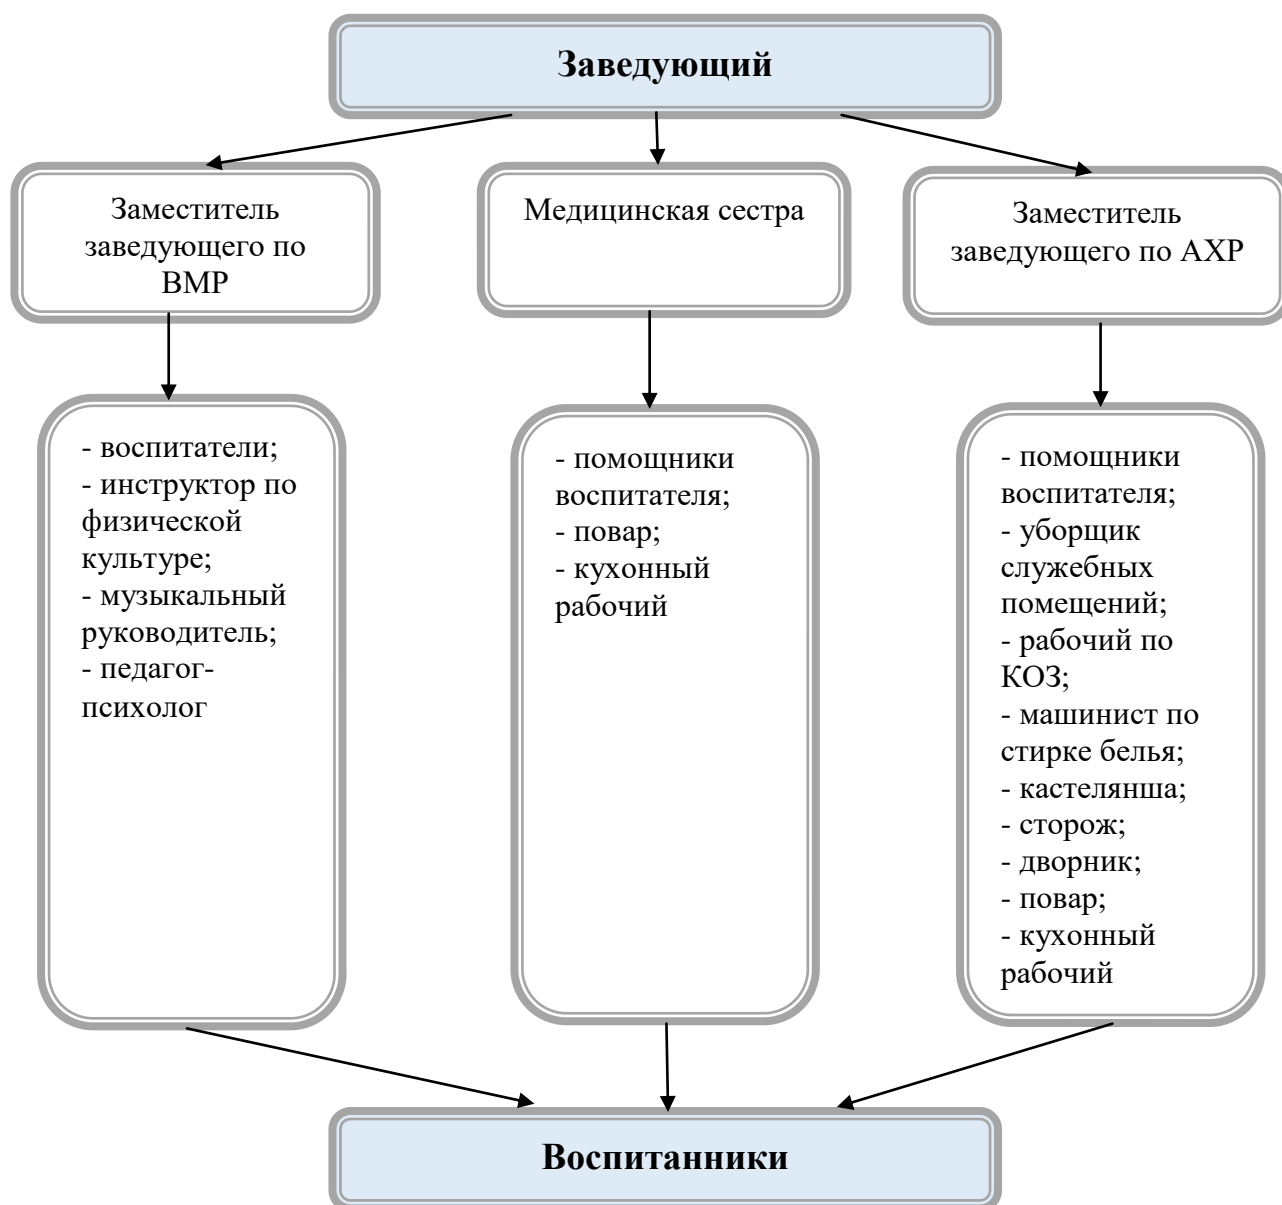 Заведующий
Заместитель
заведующего по
ВМР
Медицинская сестра
Заместитель
заведующего по АХР
- воспитатели;
- инструктор по
физической
культуре;
- музыкальный
руководитель;
- педагог-
психолог
- помощники
воспитателя;
- повар;
- кухонный
рабочий
- помощники
воспитателя;
- уборщик
служебных
помещений;
- рабочий по
КОЗ;
- машинист по
стирке белья;
- кастелянша;
- сторож;
- дворник;
- повар;
- кухонный
рабочий
Воспитанники